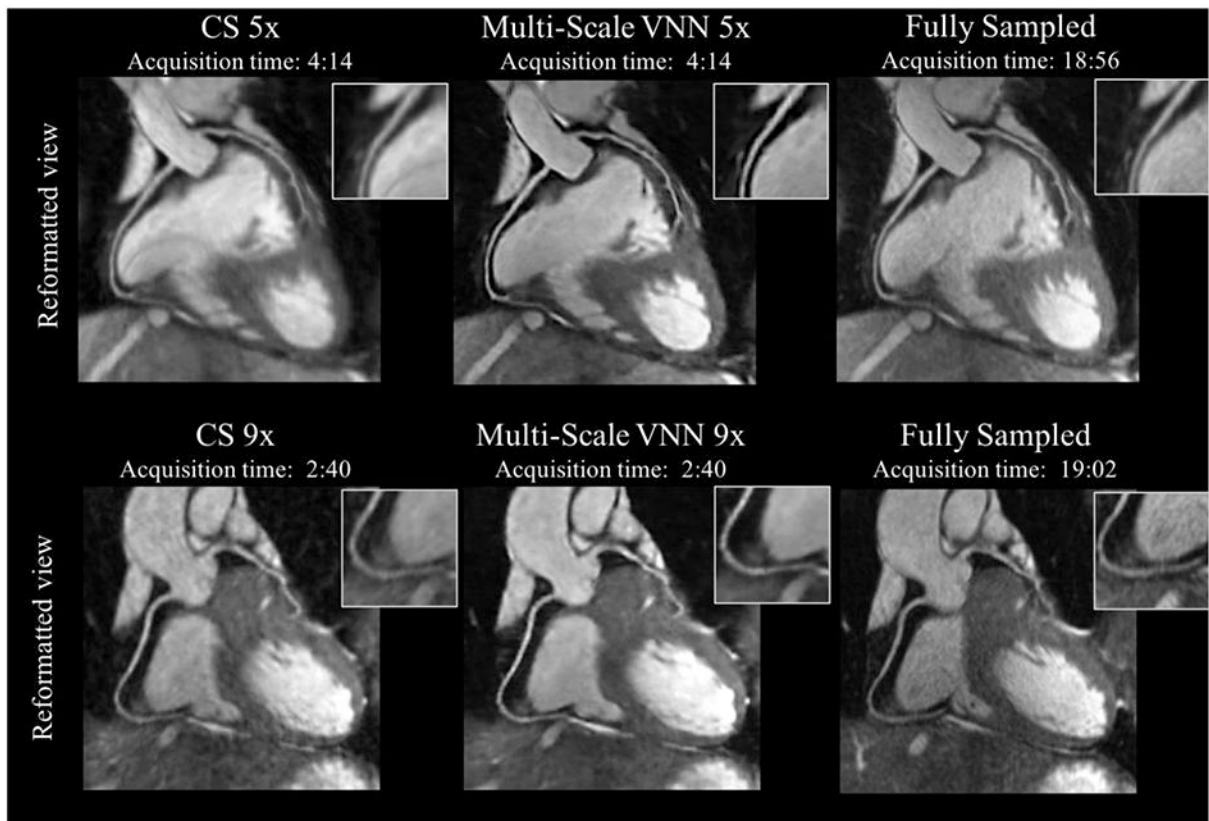 CS 5x
Acquisition time: 4:14
Multi-Scale VNN 5x
Acquisition time: 4:14
Fully Sampled
Acquisition time: 18:56
Reformatted view
CS 9x
Acquisition time: 2:40
Multi-Scale VNN 9x
Acquisition time: 2:40
Fully Sampled
Acquisition time: 19:02
Reformatted view